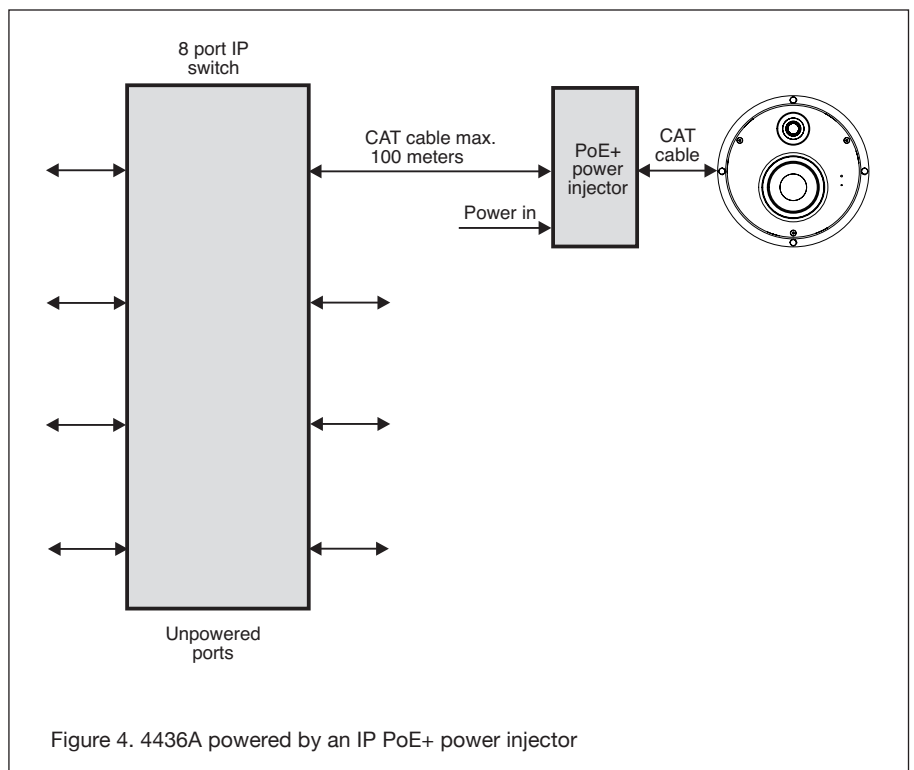 8 port IP
switch
CAT cable max.
100 meters
PoE+
power
injector
CAT
cable
Power in
Unpowered
ports
Figure 4. 4436A powered by an IP PoE+ power injector